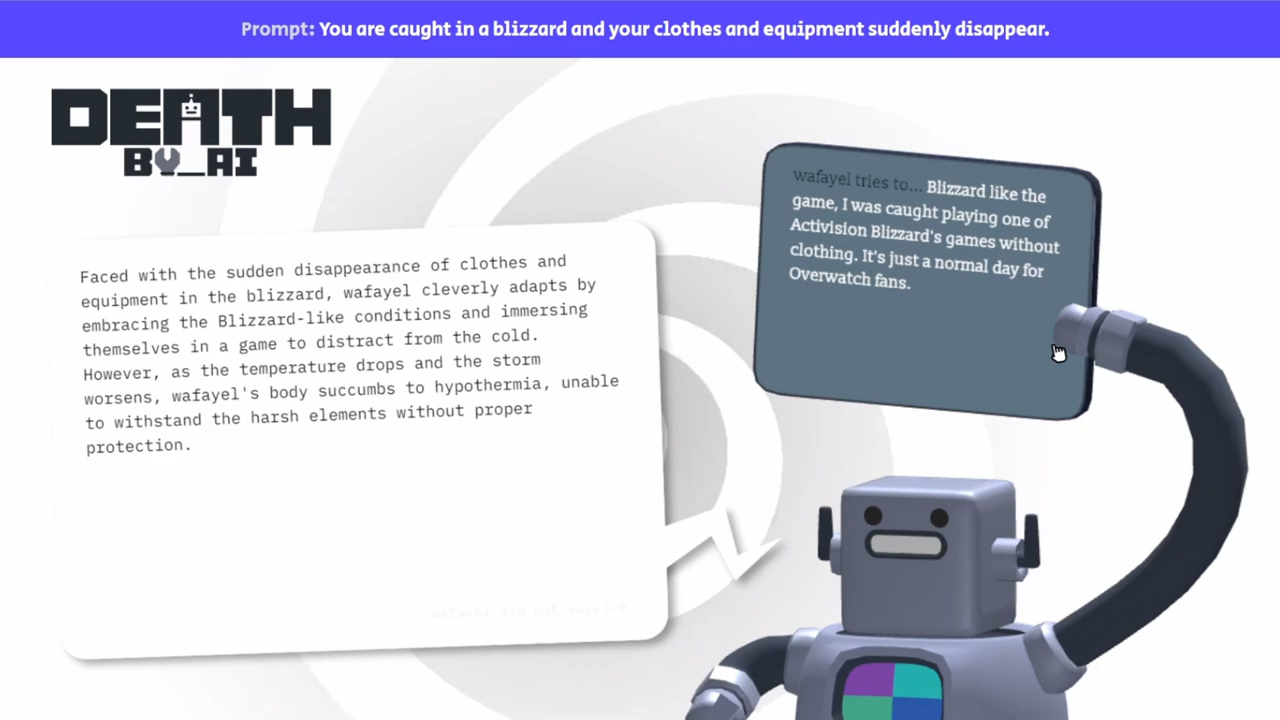 Prompt: You are caught in a blizzard and your clothes and equipment suddenly disappear.
DEATH
BY_AI
wafayel tries to... Blizzard like the
game, I was caught playing one of
Activision Blizzard's games without
clothing. It's just a normal day for
Overwatch fans.
Faced with the sudden disappearance of clothes and
equipment in the blizzard, wafayel cleverly adapts by
embracing the Blizzard-like conditions and immersing
themselves in a game to distract from the cold.
However, as the temperature drops and the storm
worsens, wafayel's body succumbs to hypothermia, unable
to withstand the harsh elements without proper
protection.
wafayel did not survive.